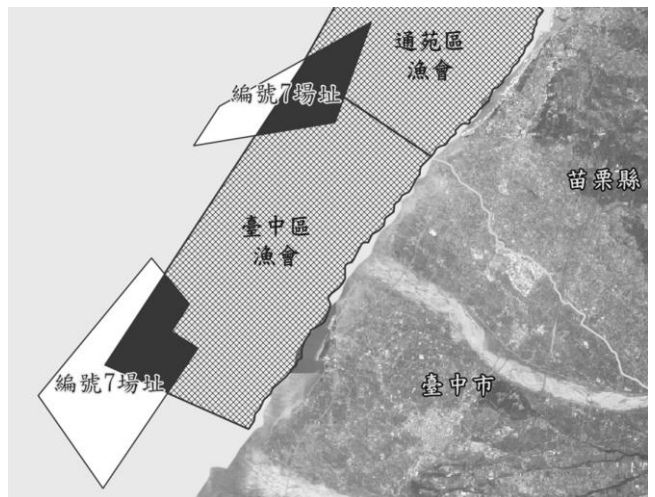 通苑區
漁會
編號7場址
苗栗縣
臺中區
漁會
編號7場址
臺中市